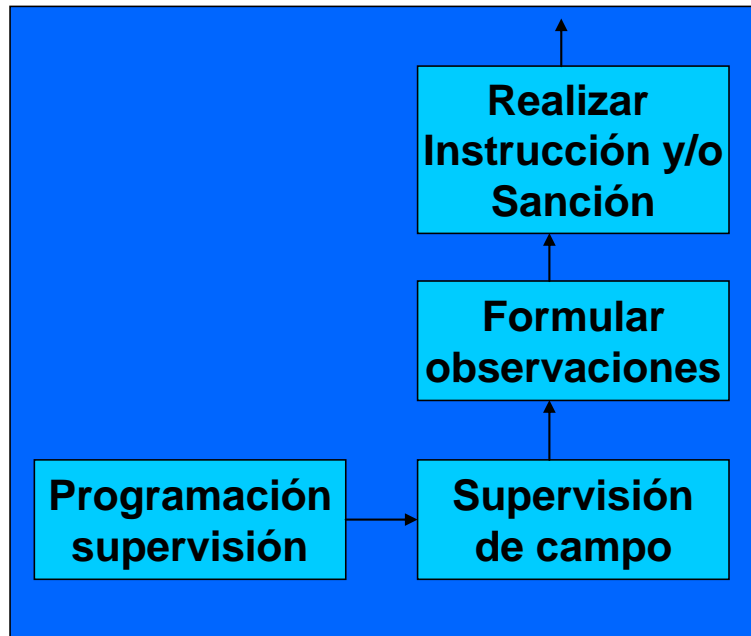 Realizar
Instrucción y/o
Sanción
Formular
observaciones
Programación
supervisión
Supervisión
de campo